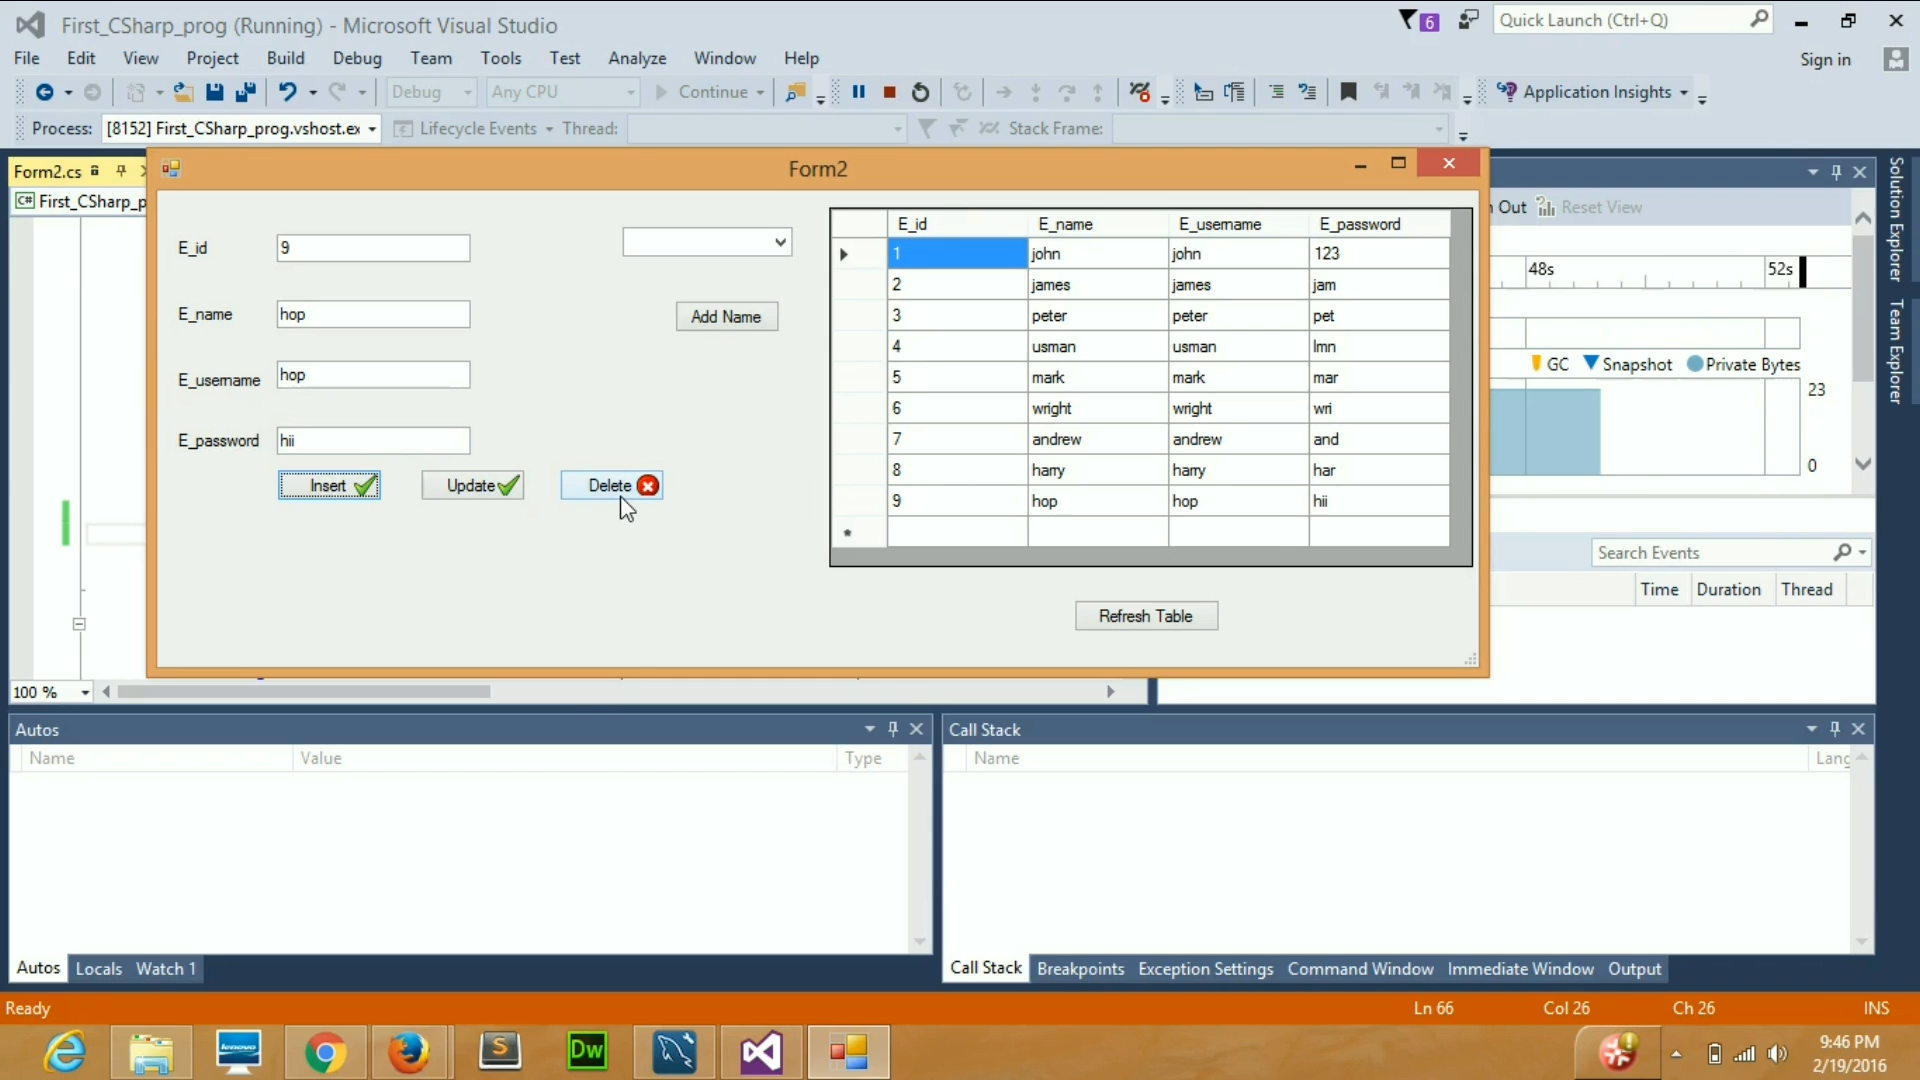 First_CSharp_prog (Running) - Microsoft Visual Studio
6
Quick Launch (Ctrl+Q)
File Edit View Project Build Debug Team Tools Test Analyze Window Help
Sign in
Debug Any CPU Continue Application Insights
Process: [8152] First_CSharp_prog.vshost.ex Lifecycle Events Thread: Stack Frame:
Form2.cs
C# First_CSharp_p
Form2
Out Reset View
48s 52s
GC Snapshot Private Bytes
23
0
Solution Explorer
Team Explorer
E_id 9
E_name hop
E_username hop
E_password hii
Add Name
Insert Update Delete
E_id E_name E_username E_password
1 john john 123
2 james james jam
3 peter peter pet
4 usman usman lmn
5 mark mark mar
6 wright wright wri
7 andrew andrew and
8 harry harry har
9 hop hop hii
*
Refresh Table
Search Events
Time Duration Thread
100 %
Autos
Name Value Type
Call Stack
Name Lang
Autos Locals Watch 1
Call Stack Breakpoints Exception Settings Command Window Immediate Window Output
Ready
Ln 66 Col 26 Ch 26 INS
lenovo
S
Dw
9:46 PM
2/19/2016